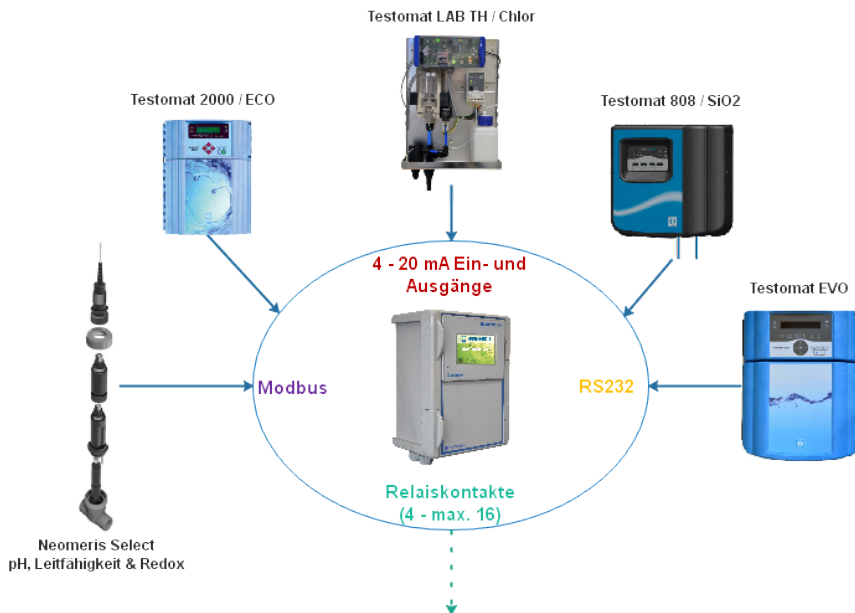 Testomat LAB TH / Chlor
Testomat 2000 / ECO
Testomat 808 / SiO2
4 - 20 mA Ein- und
Ausgänge
Testomat EVO
Modbus
RS232
Relaiskontakte
(4 - max. 16)
Neomeris Select
pH, Leitfähigkeit & Redox